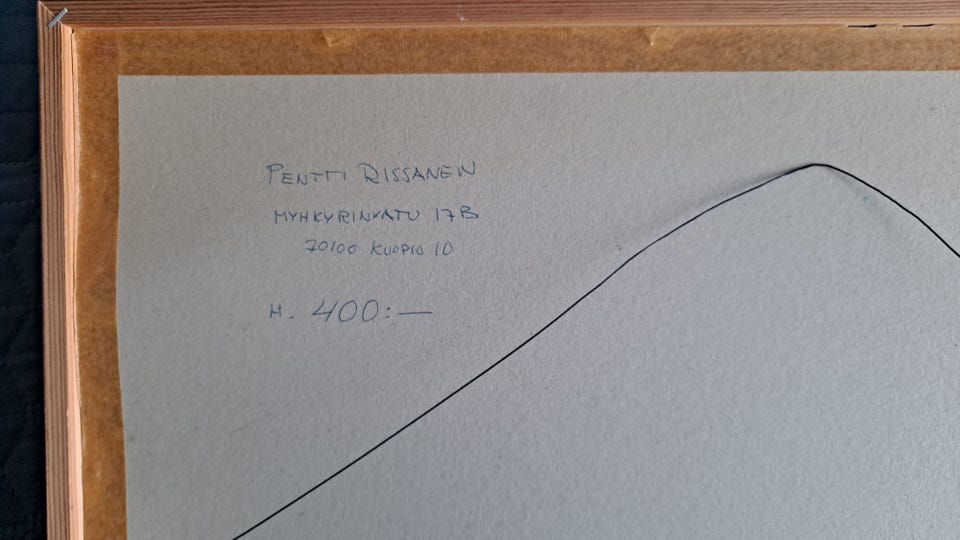 PENTTI RISSANEN
MYHKYRINKATU 17B
70100 KUOPIO 10
H. 400:—